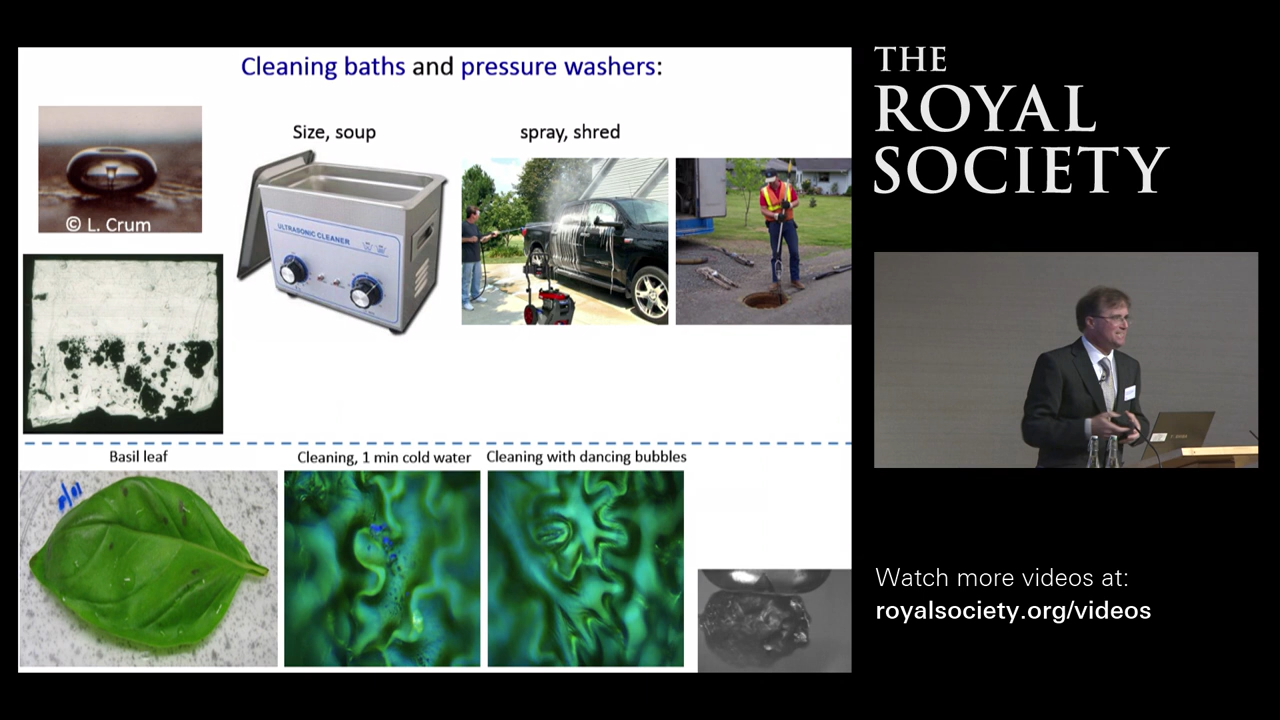 Cleaning baths and pressure washers:
Size, soup
spray, shred
© L. Crum
ULTRASONIC CLEANER
Basil leaf
Cleaning, 1 min cold water
Cleaning with dancing bubbles
THE
ROYAL
SOCIETY
Watch more videos at:
royalsociety.org/videos